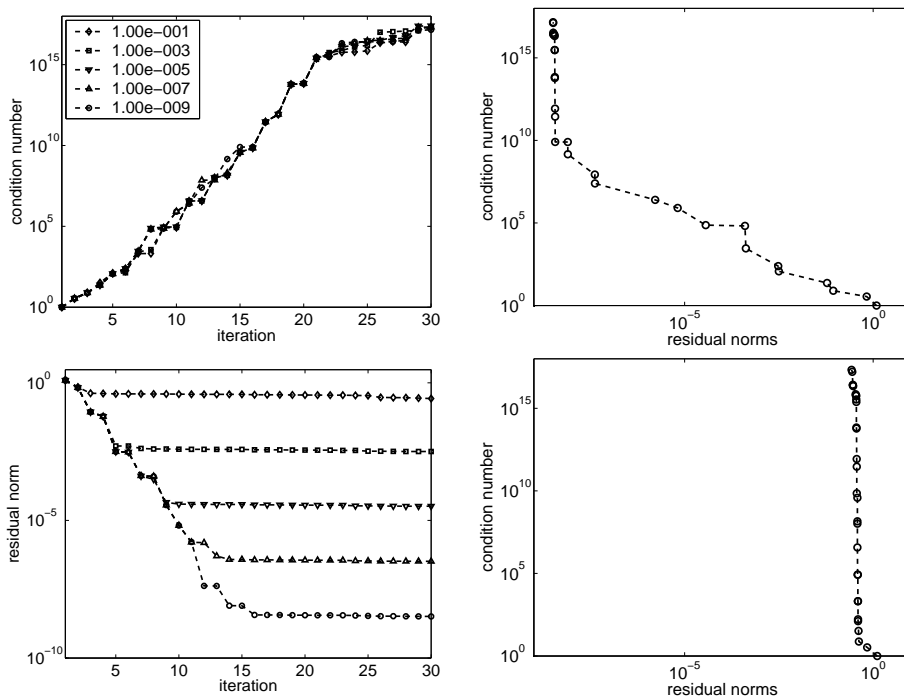 1.00e−001
1.00e−003
1.00e−005
1.00e−007
1.00e−009
10^15
10^10
10^5
10^0
condition number
5 10 15 20 25 30
iteration
10^15
10^10
10^5
10^0
condition number
10^−5 10^0
residual norms
10^0
10^−5
10^−10
residual norm
5 10 15 20 25 30
iteration
10^15
10^10
10^5
10^0
condition number
10^−5 10^0
residual norms